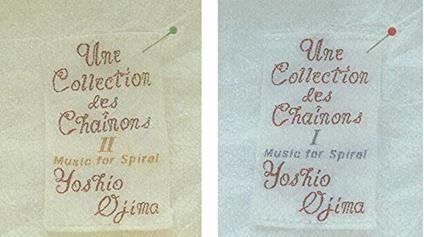 Une
Collection
des
Chaînons
II
Music for Spiral
Yoshio
Ojima
Une
Collection
des
Chaînons
I
Music for Spiral
Yoshio
Ojima